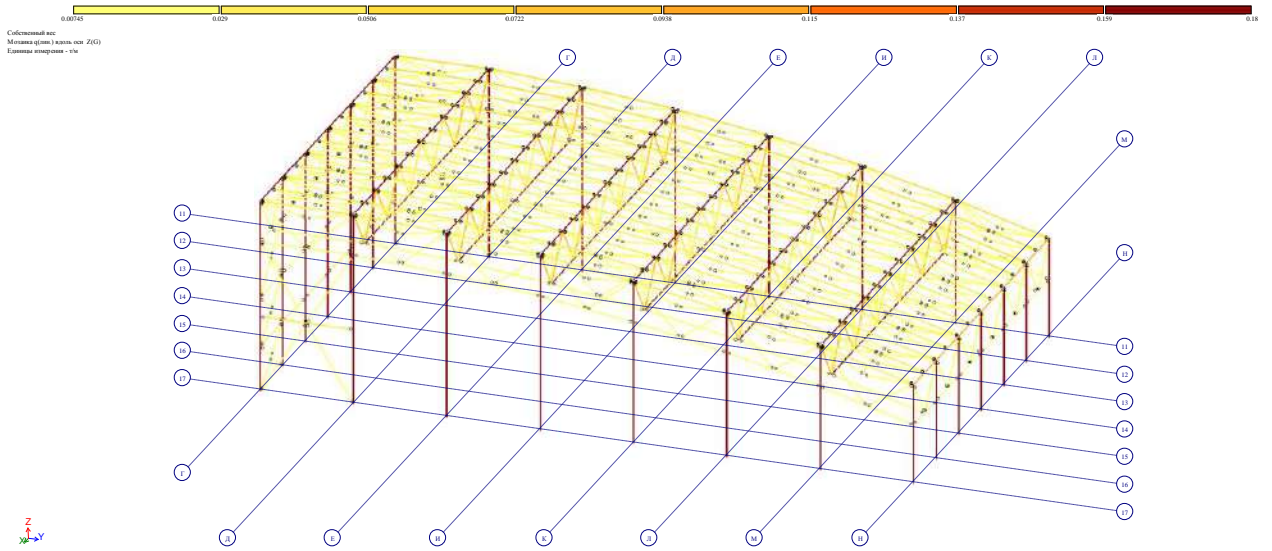 0.00745 0.029 0.0506 0.0722 0.0938 0.115 0.137 0.159 0.18
Собственный вес
Мозаика q(лин.) вдоль оси Z(G)
Единицы измерения - т/м
Г Д Е И К Л
М
Н
11
12
13
14
15
16
17
11
12
13
14
15
16
17
Г
Д Е И К Л М Н
Z
X Y